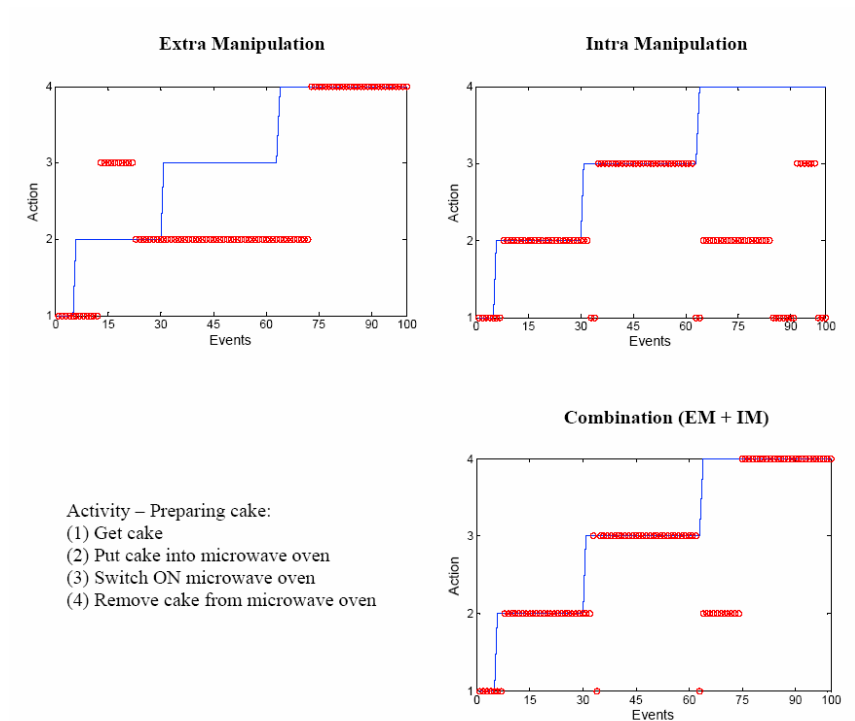 Extra Manipulation
Intra Manipulation
4
3
2
1
Action
0 15 30 45 60 75 90 100
Events
4
3
2
1
Action
0 15 30 45 60 75 90 100
Events
Combination (EM + IM)
4
3
2
1
Action
0 15 30 45 60 75 90 100
Events
Activity – Preparing cake:
(1) Get cake
(2) Put cake into microwave oven
(3) Switch ON microwave oven
(4) Remove cake from microwave oven